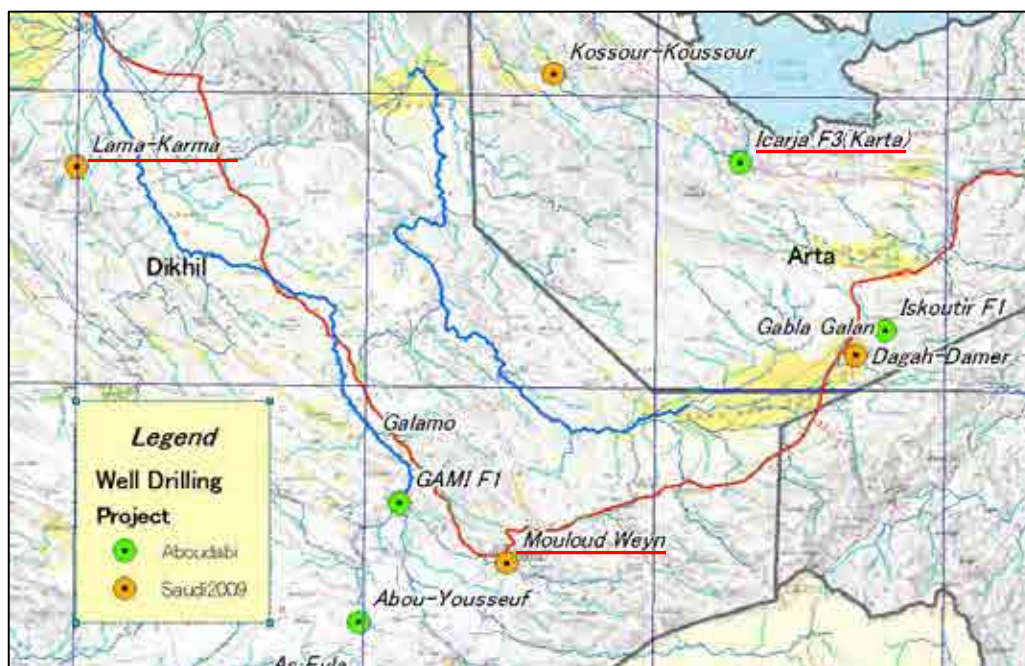 Kossour-Koussour
Lama-Karma
Icarja F3(Karta)
Dikhil
Arta
Iskoutir F1
Gabla Galan
Dagah-Damer
Galamo
GAMI F1
Mouloud Weyn
Abou-Yousseuf
Legend
Well Drilling
Project
Aboudabi
Saudi2009